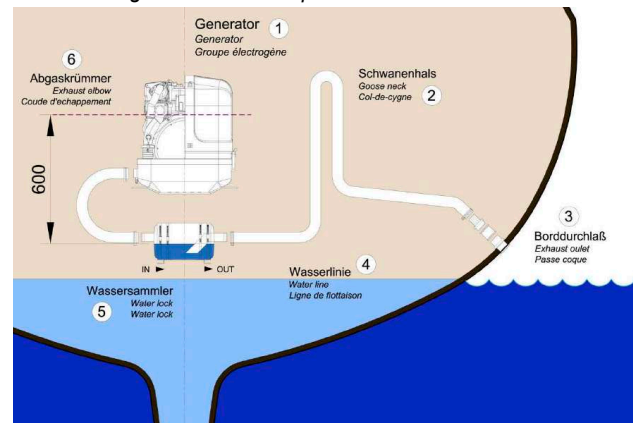 Generator
Generator
Groupe électrogène
1
6
Abgaskrümmer
Exhaust elbow
Coude d'echappement
Schwanenhals
Goose neck
Col-de-cygne
2
600
3
Borddurchlaß
Exhaust oulet
Passe coque
IN
OUT
Wasserlinie
Water line
Ligne de flottaison
4
Wassersammler
Water lock
Water lock
5